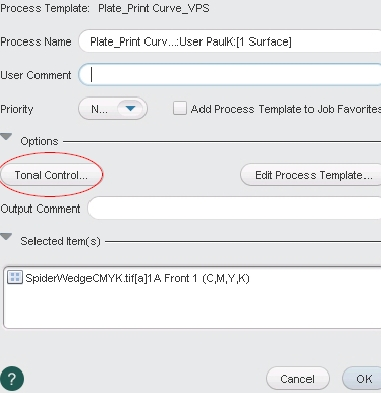 Process Template: Plate_Print Curve_VPS
Process Name Plate_Print Curv...:User PaulK:[1 Surface]
User Comment
Priority N... Add Process Template to Job Favorites
Options
Tonal Control... Edit Process Template...
Output Comment
Selected Item(s)
SpiderWedgeCMYK.tif[a]1A Front 1 (C,M,Y,K)
? Cancel OK